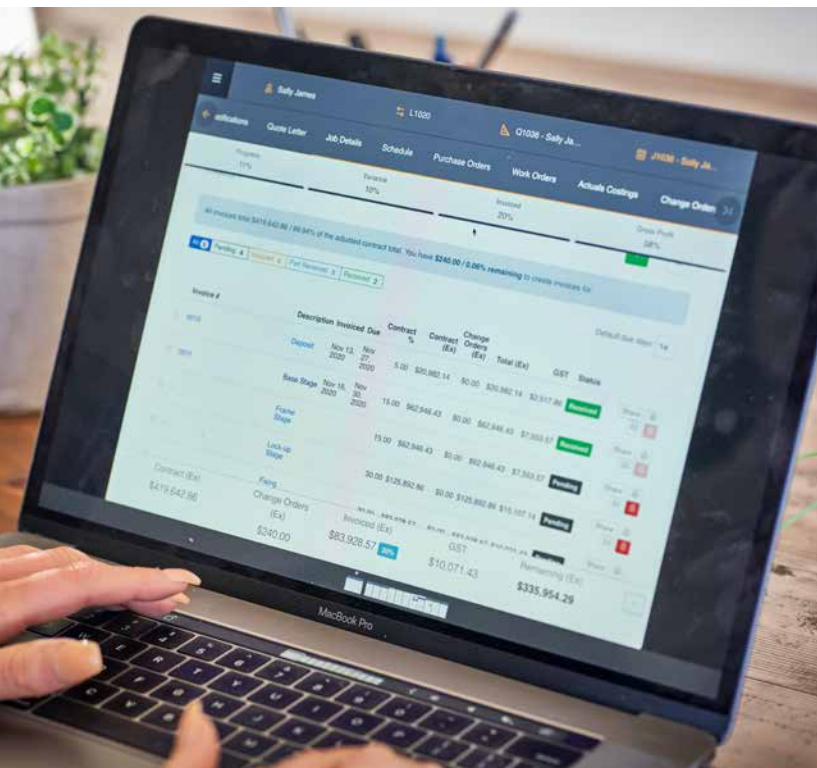 Sally James
L1020
Q1036 - Sally Ja...
J1036 - Sally Ja...
Quote Letter
Job Details
Schedule
Purchase Orders
Work Orders
Actuals Costings
Change Orders
Progress
11%
Variance
10%
Invoiced
20%
Gross Profit
58%
All invoices total $419,642.86 / 99.94% of the adjusted contract total. You have $240.00 / 0.06% remaining to create invoices for.
All
Pending 4
Part Received
Received 2
Default due days 14
Invoice #
Description
Invoiced
Due
Contract %
Contract (Ex)
Change Orders (Ex)
Total (Ex)
GST
Status
Deposit
Nov 13, 2020
Nov 27, 2020
5.00
$20,982.14
$0.00
$20,982.14
$2,517.86
Received
Base Stage
Nov 16, 2020
Nov 30, 2020
15.00
$62,946.43
$0.00
$62,946.43
$7,553.57
Received
Frame Stage
15.00
$62,946.43
$0.00
$62,946.43
$7,553.57
Pending
Lock-up Stage
30.00
$125,892.86
$0.00
$125,892.86
$15,107.14
Pending
Fixing
Contract (Ex)
$419,642.86
Change Orders (Ex)
$240.00
Invoiced (Ex)
$83,928.57
20%
GST
$10,071.43
Remaining (Ex)
$335,954.29
MacBook Pro